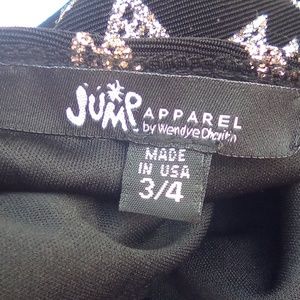 JUMP APPAREL
by Wendye Chaitin
MADE
IN USA
3/4